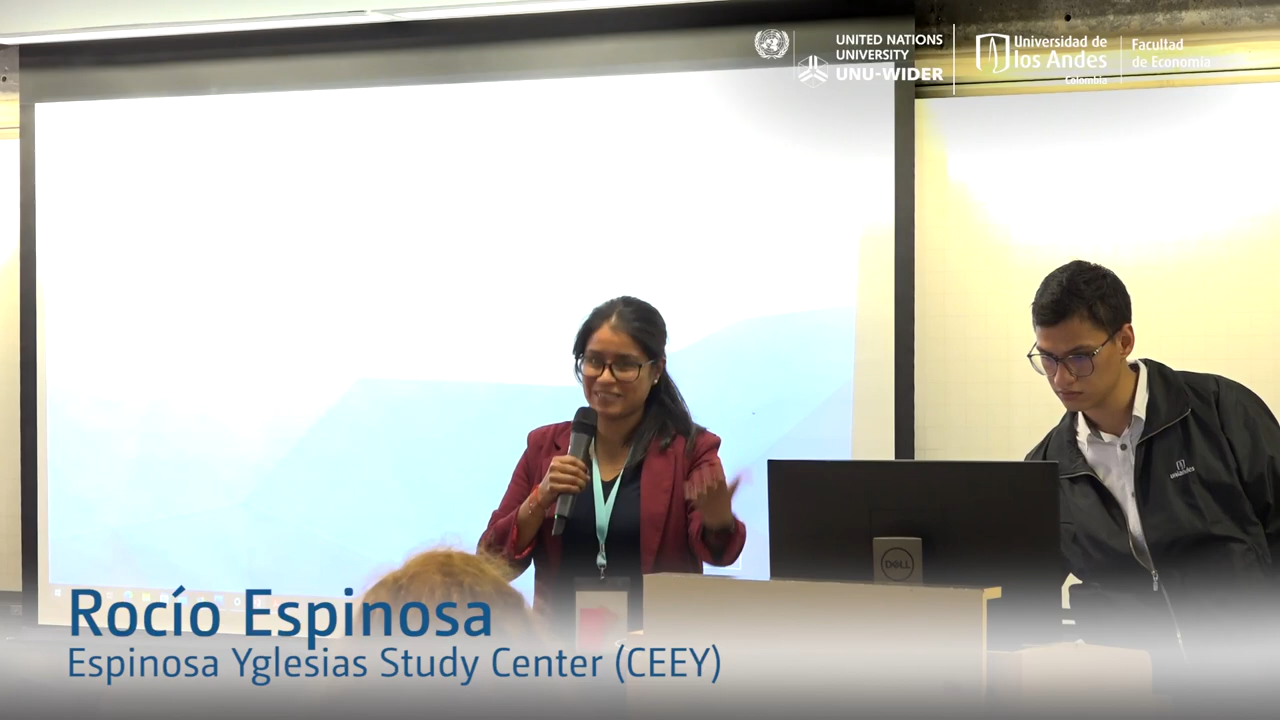 UNITED NATIONS
UNIVERSITY
UNU-WIDER
Universidad de
los Andes
Colombia
Facultad
de Economía
uniandes
DELL
Rocío Espinosa
Espinosa Yglesias Study Center (CEEY)